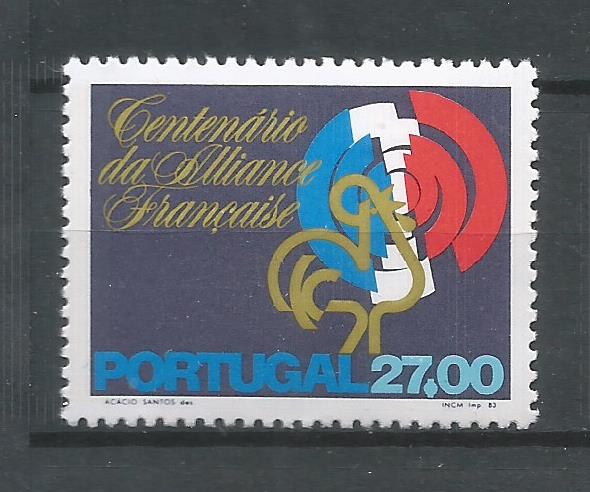 Centenário
da Alliance
Française
PORTUGAL 27.00
ACÁCIO SANTOS des. INCM Imp. 83